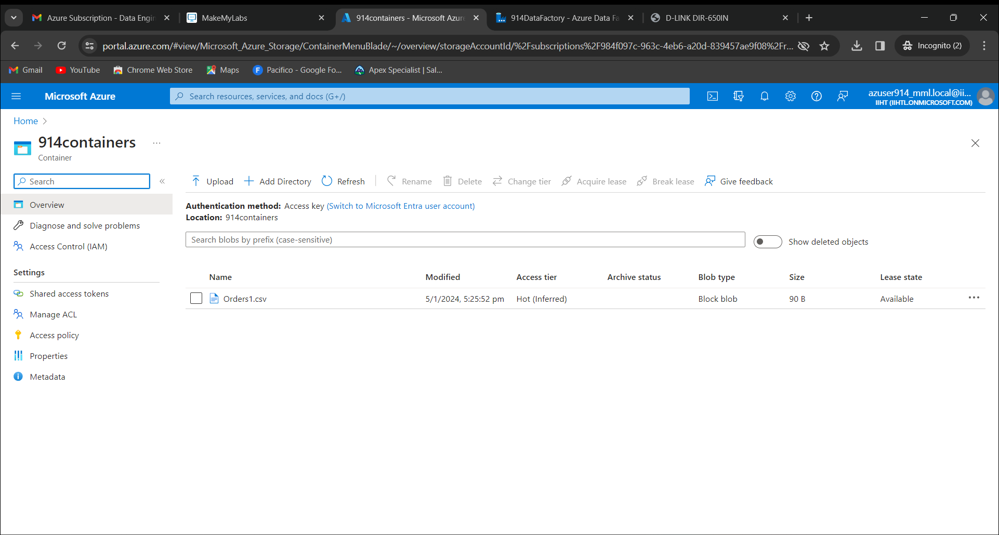 Azure Subscription - Data Engin
MakeMyLabs
914containers - Microsoft Azure
914DataFactory - Azure Data Fa
D-LINK DIR-650IN
portal.azure.com/#view/Microsoft_Azure_Storage/ContainerMenuBlade/~/overview/storageAccountId/%2Fsubscriptions%2F984f097c-963c-4eb6-a20d-839457ae9f08%2Fr...
Incognito (2)
Gmail
YouTube
Chrome Web Store
Maps
F Pacifico - Google Fo...
Apex Specialist | Sal...
Microsoft Azure
Search resources, services, and docs (G+/)
azuser914_mml.local@ii...
IIHT (IIHTL.ONMICROSOFT.COM)
Home
914containers
...
Container
Search
Overview
Diagnose and solve problems
Access Control (IAM)
Settings
Shared access tokens
Manage ACL
Access policy
Properties
Metadata
Upload
Add Directory
Refresh
Rename
Delete
Change tier
Acquire lease
Break lease
Give feedback
Authentication method: Access key (Switch to Microsoft Entra user account)
Location: 914containers
Search blobs by prefix (case-sensitive)
Show deleted objects
Name Modified Access tier Archive status Blob type Size Lease state
Orders1.csv 5/1/2024, 5:25:52 pm Hot (Inferred) Block blob 90 B Available